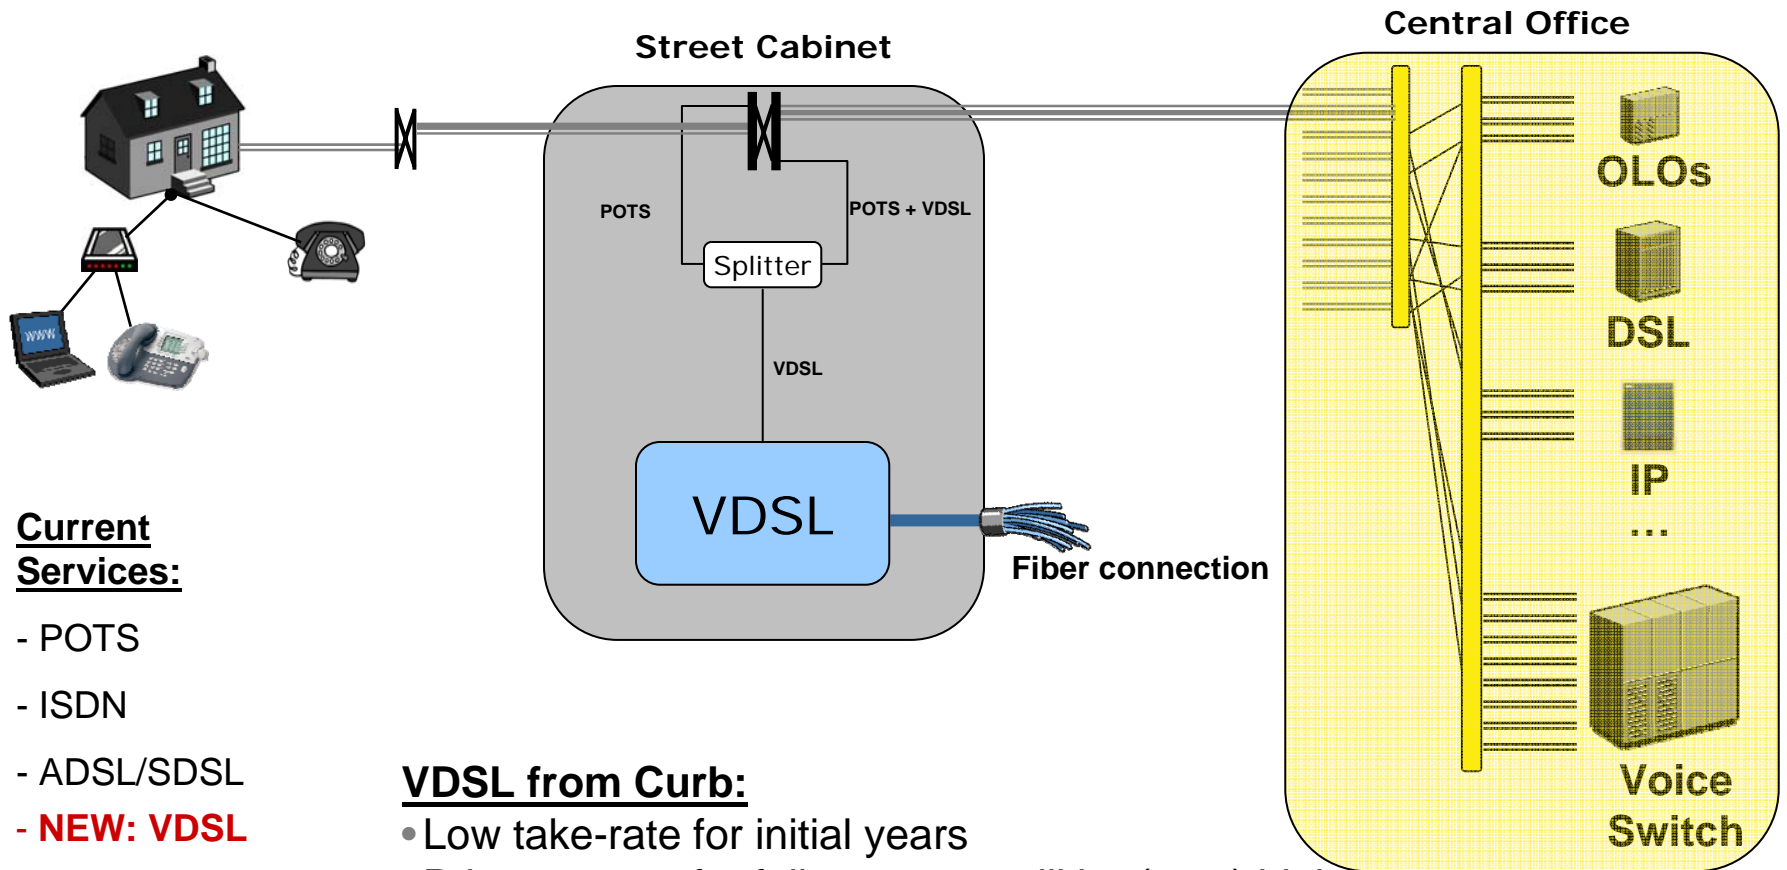 Central Office
Street Cabinet
OLOs
POTS
POTS + VDSL
Splitter
DSL
www
VDSL
IP
...
VDSL
Fiber connection
Current
Services:
- POTS
- ISDN
- ADSL/SDSL
- NEW: VDSL
VDSL from Curb:
• Low take-rate for initial years
Voice
Switch